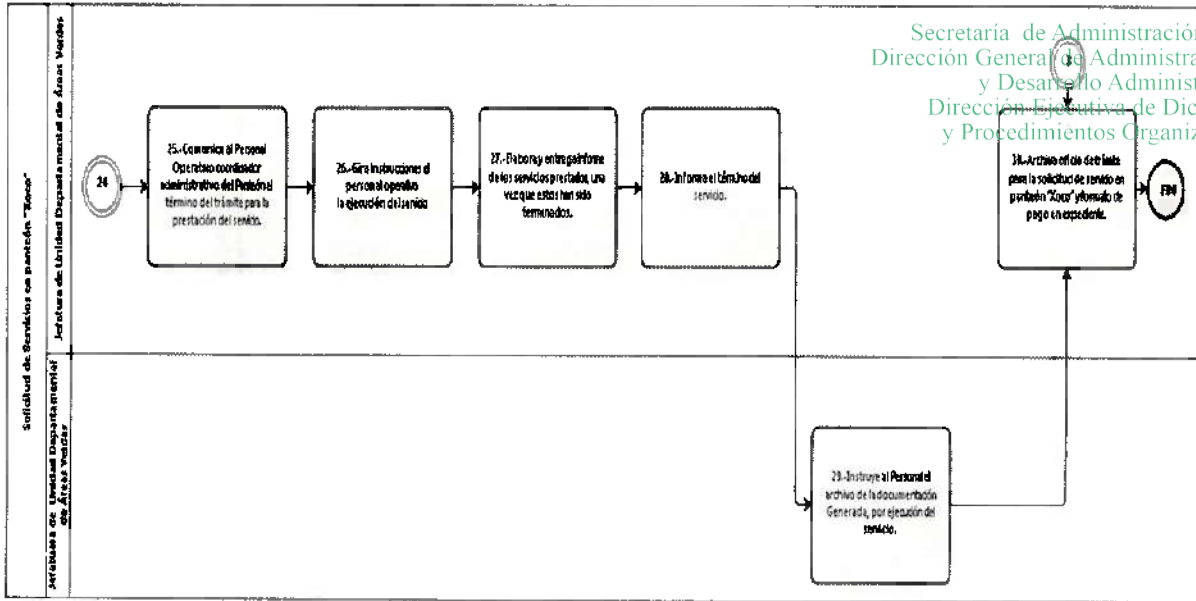 Secretaría de Administración
Dirección General de Administra
y Desarrollo Administ
Dirección Ejecutiva de Dic
y Procedimientos Organiz
Solicitud de Servicios en panteón "Xoco"
Jefatura de Unidad Departamental de Áreas Verdes
24
25.-Comunica al Personal
Operativo coordinador
administrativo del Panteón el
término del trámite para la
prestación del servicio.
26.-Gira instrucciones al
personal operativo
la ejecución del servicio
27.-Elabora y entrega informe
de los servicios prestados, una
vez que estos han sido
terminados.
28.-Informa el término del
servicio.
Archiva oficio de trámite
para la solicitud de servicio en
panteón "Xoco" y formato de
pago en expediente.
FIN
Jefatura de Unidad Departamental
de Áreas Verdes
29.-Instruye al Personal el
archivo de la documentación
Generada, por ejecución del
servicio.